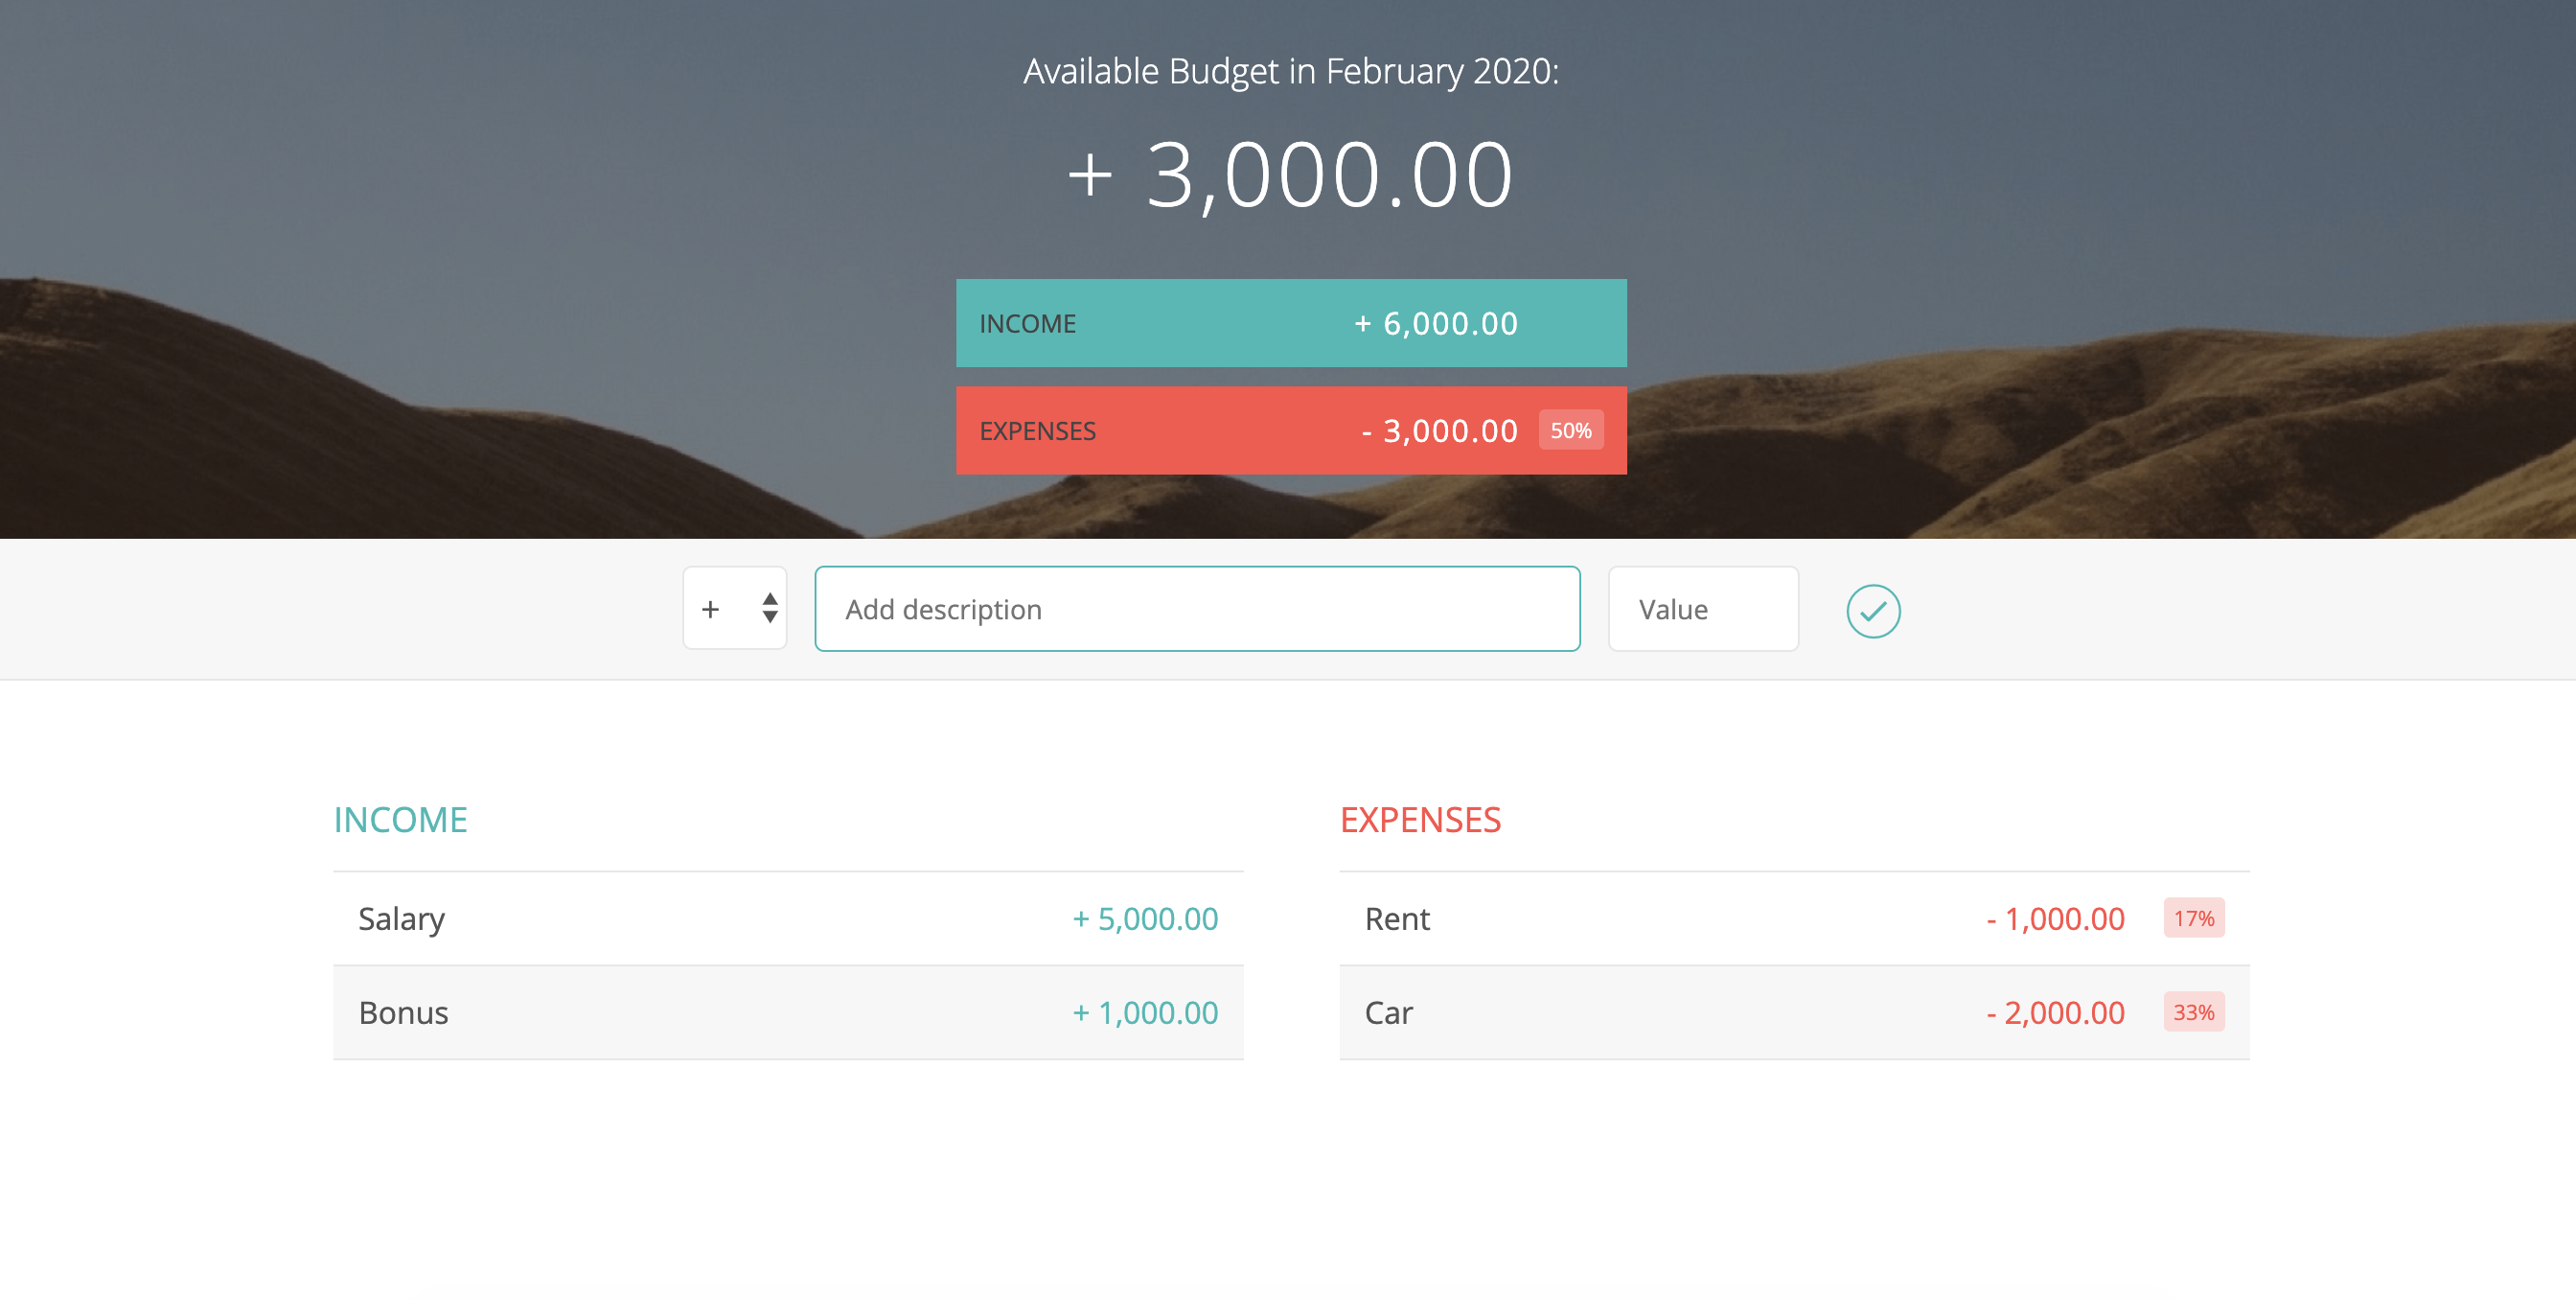 Available Budget in February 2020:
+ 3,000.00
INCOME + 6,000.00
EXPENSES - 3,000.00 50%
+ Add description Value
INCOME
Salary + 5,000.00
Bonus + 1,000.00
EXPENSES
Rent - 1,000.00 17%
Car - 2,000.00 33%